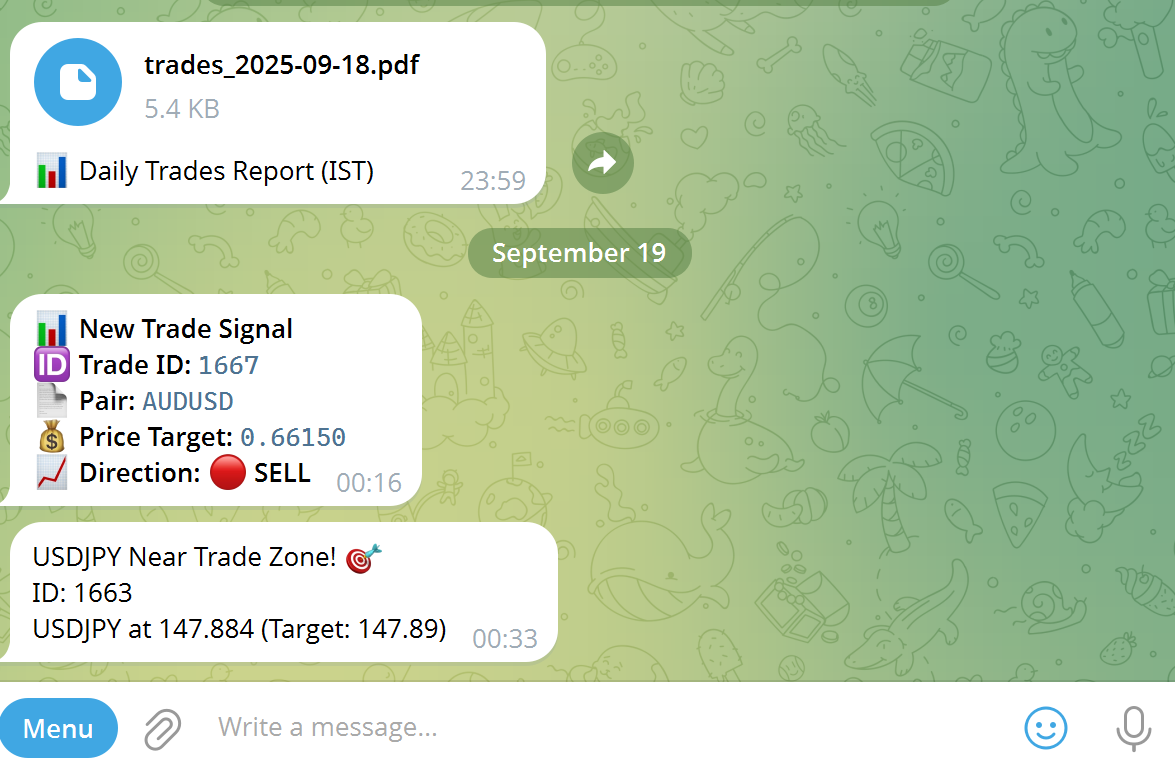 trades_2025-09-18.pdf
5.4 KB
📊 Daily Trades Report (IST)
23:59
September 19
📊 New Trade Signal
🆔 Trade ID: 1667
📄 Pair: AUDUSD
💰 Price Target: 0.66150
📈 Direction: 🔴 SELL
00:16
USDJPY Near Trade Zone! 🎯
ID: 1663
USDJPY at 147.884 (Target: 147.89)
00:33
Menu
Write a message...